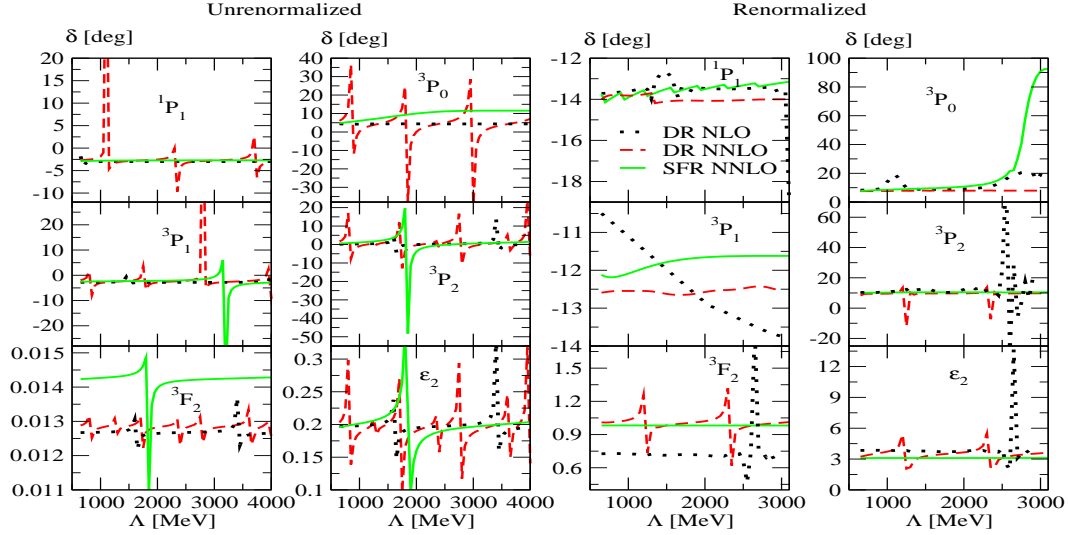 Unrenormalized
Renormalized
δ [deg]
δ [deg]
δ [deg]
δ [deg]
20
15
10
5
0
-5
-10
¹P₁
40
30
20
10
0
-10
-20
-30
³P₀
-12
-14
-16
-18
¹P₁
DR NLO
DR NNLO
SFR NNLO
100
80
60
40
20
0
³P₀
20
10
0
-10
-20
³P₁
20
10
0
-10
-20
-30
-40
-50
³P₂
-11
-12
-13
-14
³P₁
60
40
20
0
-20
³P₂
0.015
0.014
0.013
0.012
0.011
³F₂
0.3
0.2
0.15
0.1
ε₂
1.5
1.2
0.9
0.6
³F₂
12
9
6
3
0
ε₂
1000 2000 3000 4000
1000 2000 3000 4000
1000 2000 3000
1000 2000 3000
Λ [MeV]
Λ [MeV]
Λ [MeV]
Λ [MeV]